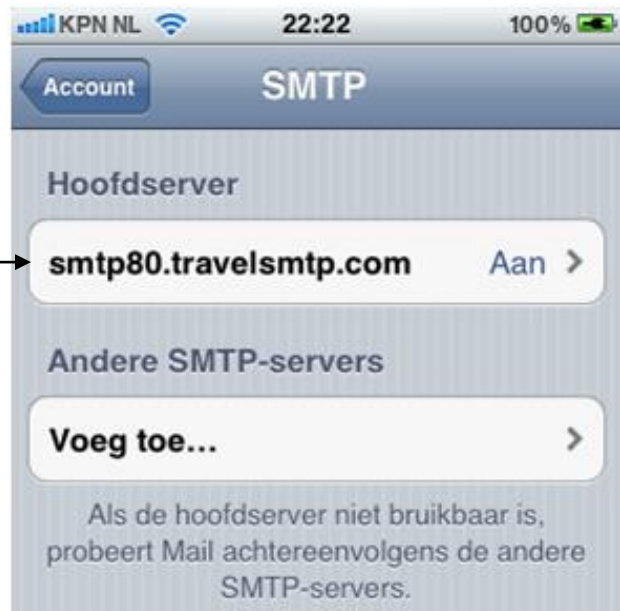 KPN NL 22:22 100%
Account SMTP
Hoofdserver
smtp80.travelsmtp.com Aan
Andere SMTP-servers
Voeg toe...
Als de hoofdserver niet bruikbaar is,
probeert Mail achtereenvolgens de andere
SMTP-servers.